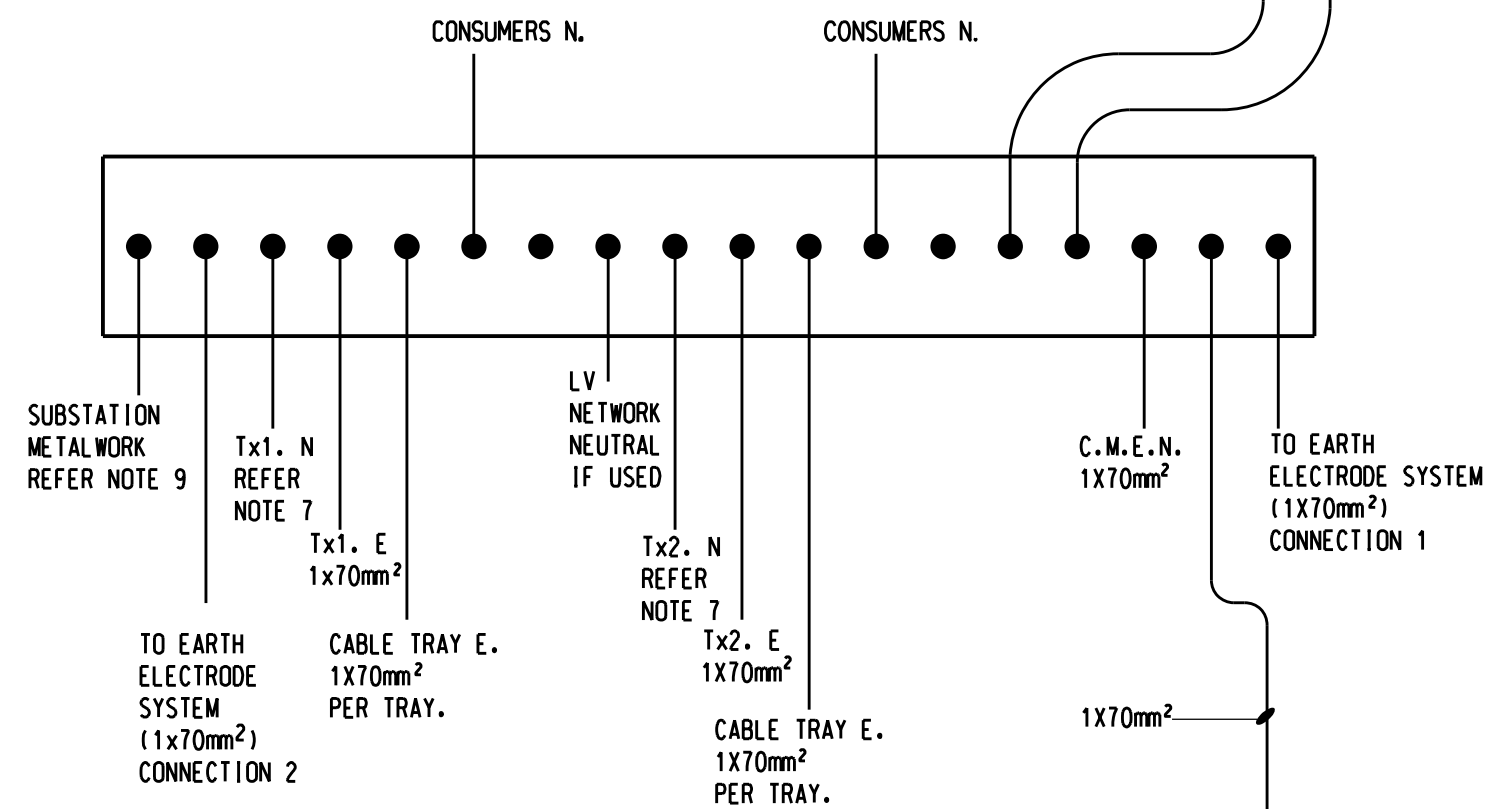 CONSUMERS N.
CONSUMERS N.
SUBSTATION
METALWORK
REFER NOTE 9
TO EARTH
ELECTRODE
SYSTEM
(1x70mm²)
CONNECTION 2
Tx1. N
REFER
NOTE 7
Tx1. E
1x70mm²
CABLE TRAY E.
1X70mm²
PER TRAY.
LV
NETWORK
NEUTRAL
IF USED
Tx2. N
REFER
NOTE 7
Tx2. E
1X70mm²
CABLE TRAY E.
1X70mm²
PER TRAY.
C.M.E.N.
1X70mm²
1X70mm²
TO EARTH
ELECTRODE SYSTEM
(1X70mm²)
CONNECTION 1